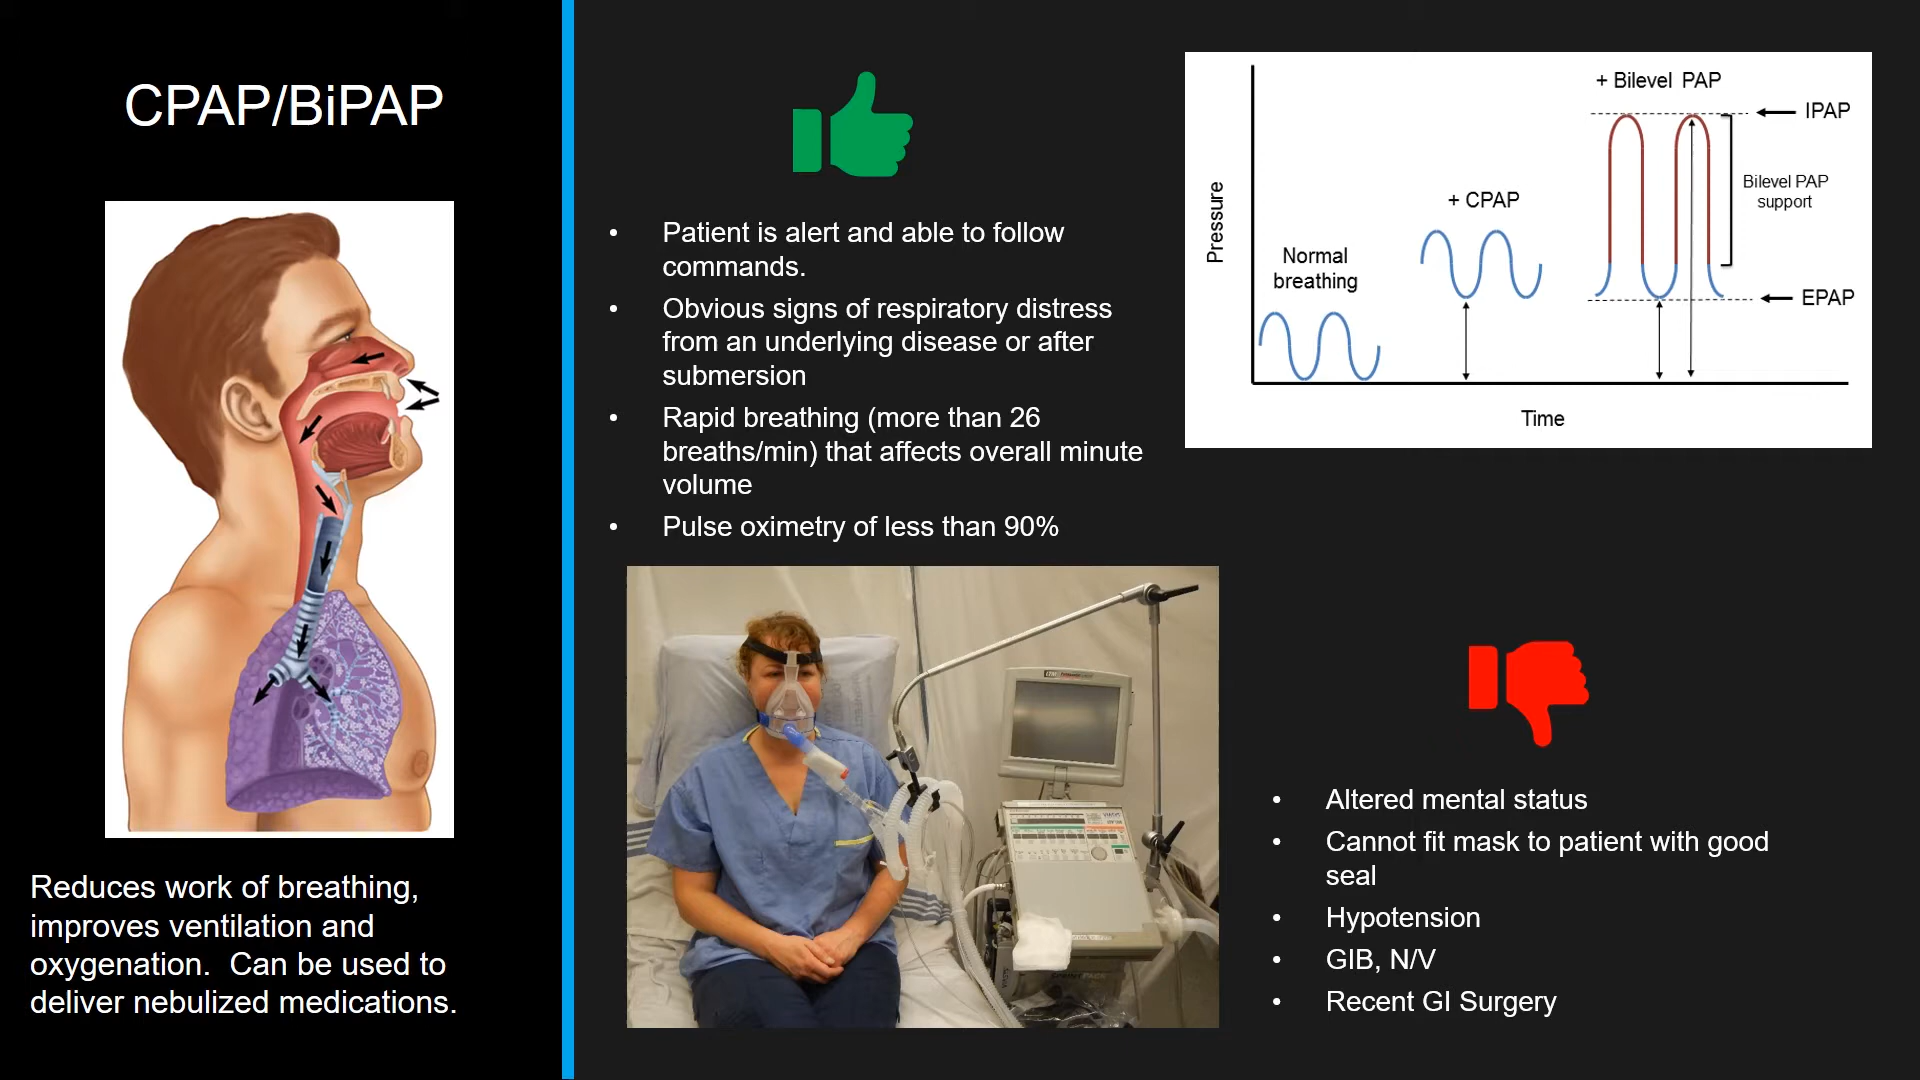 CPAP/BiPAP
Reduces work of breathing,
improves ventilation and
oxygenation.  Can be used to
deliver nebulized medications.
• Patient is alert and able to follow
commands.
• Obvious signs of respiratory distress
from an underlying disease or after
submersion
• Rapid breathing (more than 26
breaths/min) that affects overall minute
volume
• Pulse oximetry of less than 90%
+ Bilevel PAP
IPAP
Bilevel PAP
support
+ CPAP
Pressure
Normal
breathing
EPAP
Time
• Altered mental status
• Cannot fit mask to patient with good
seal
• Hypotension
• GIB, N/V
• Recent GI Surgery